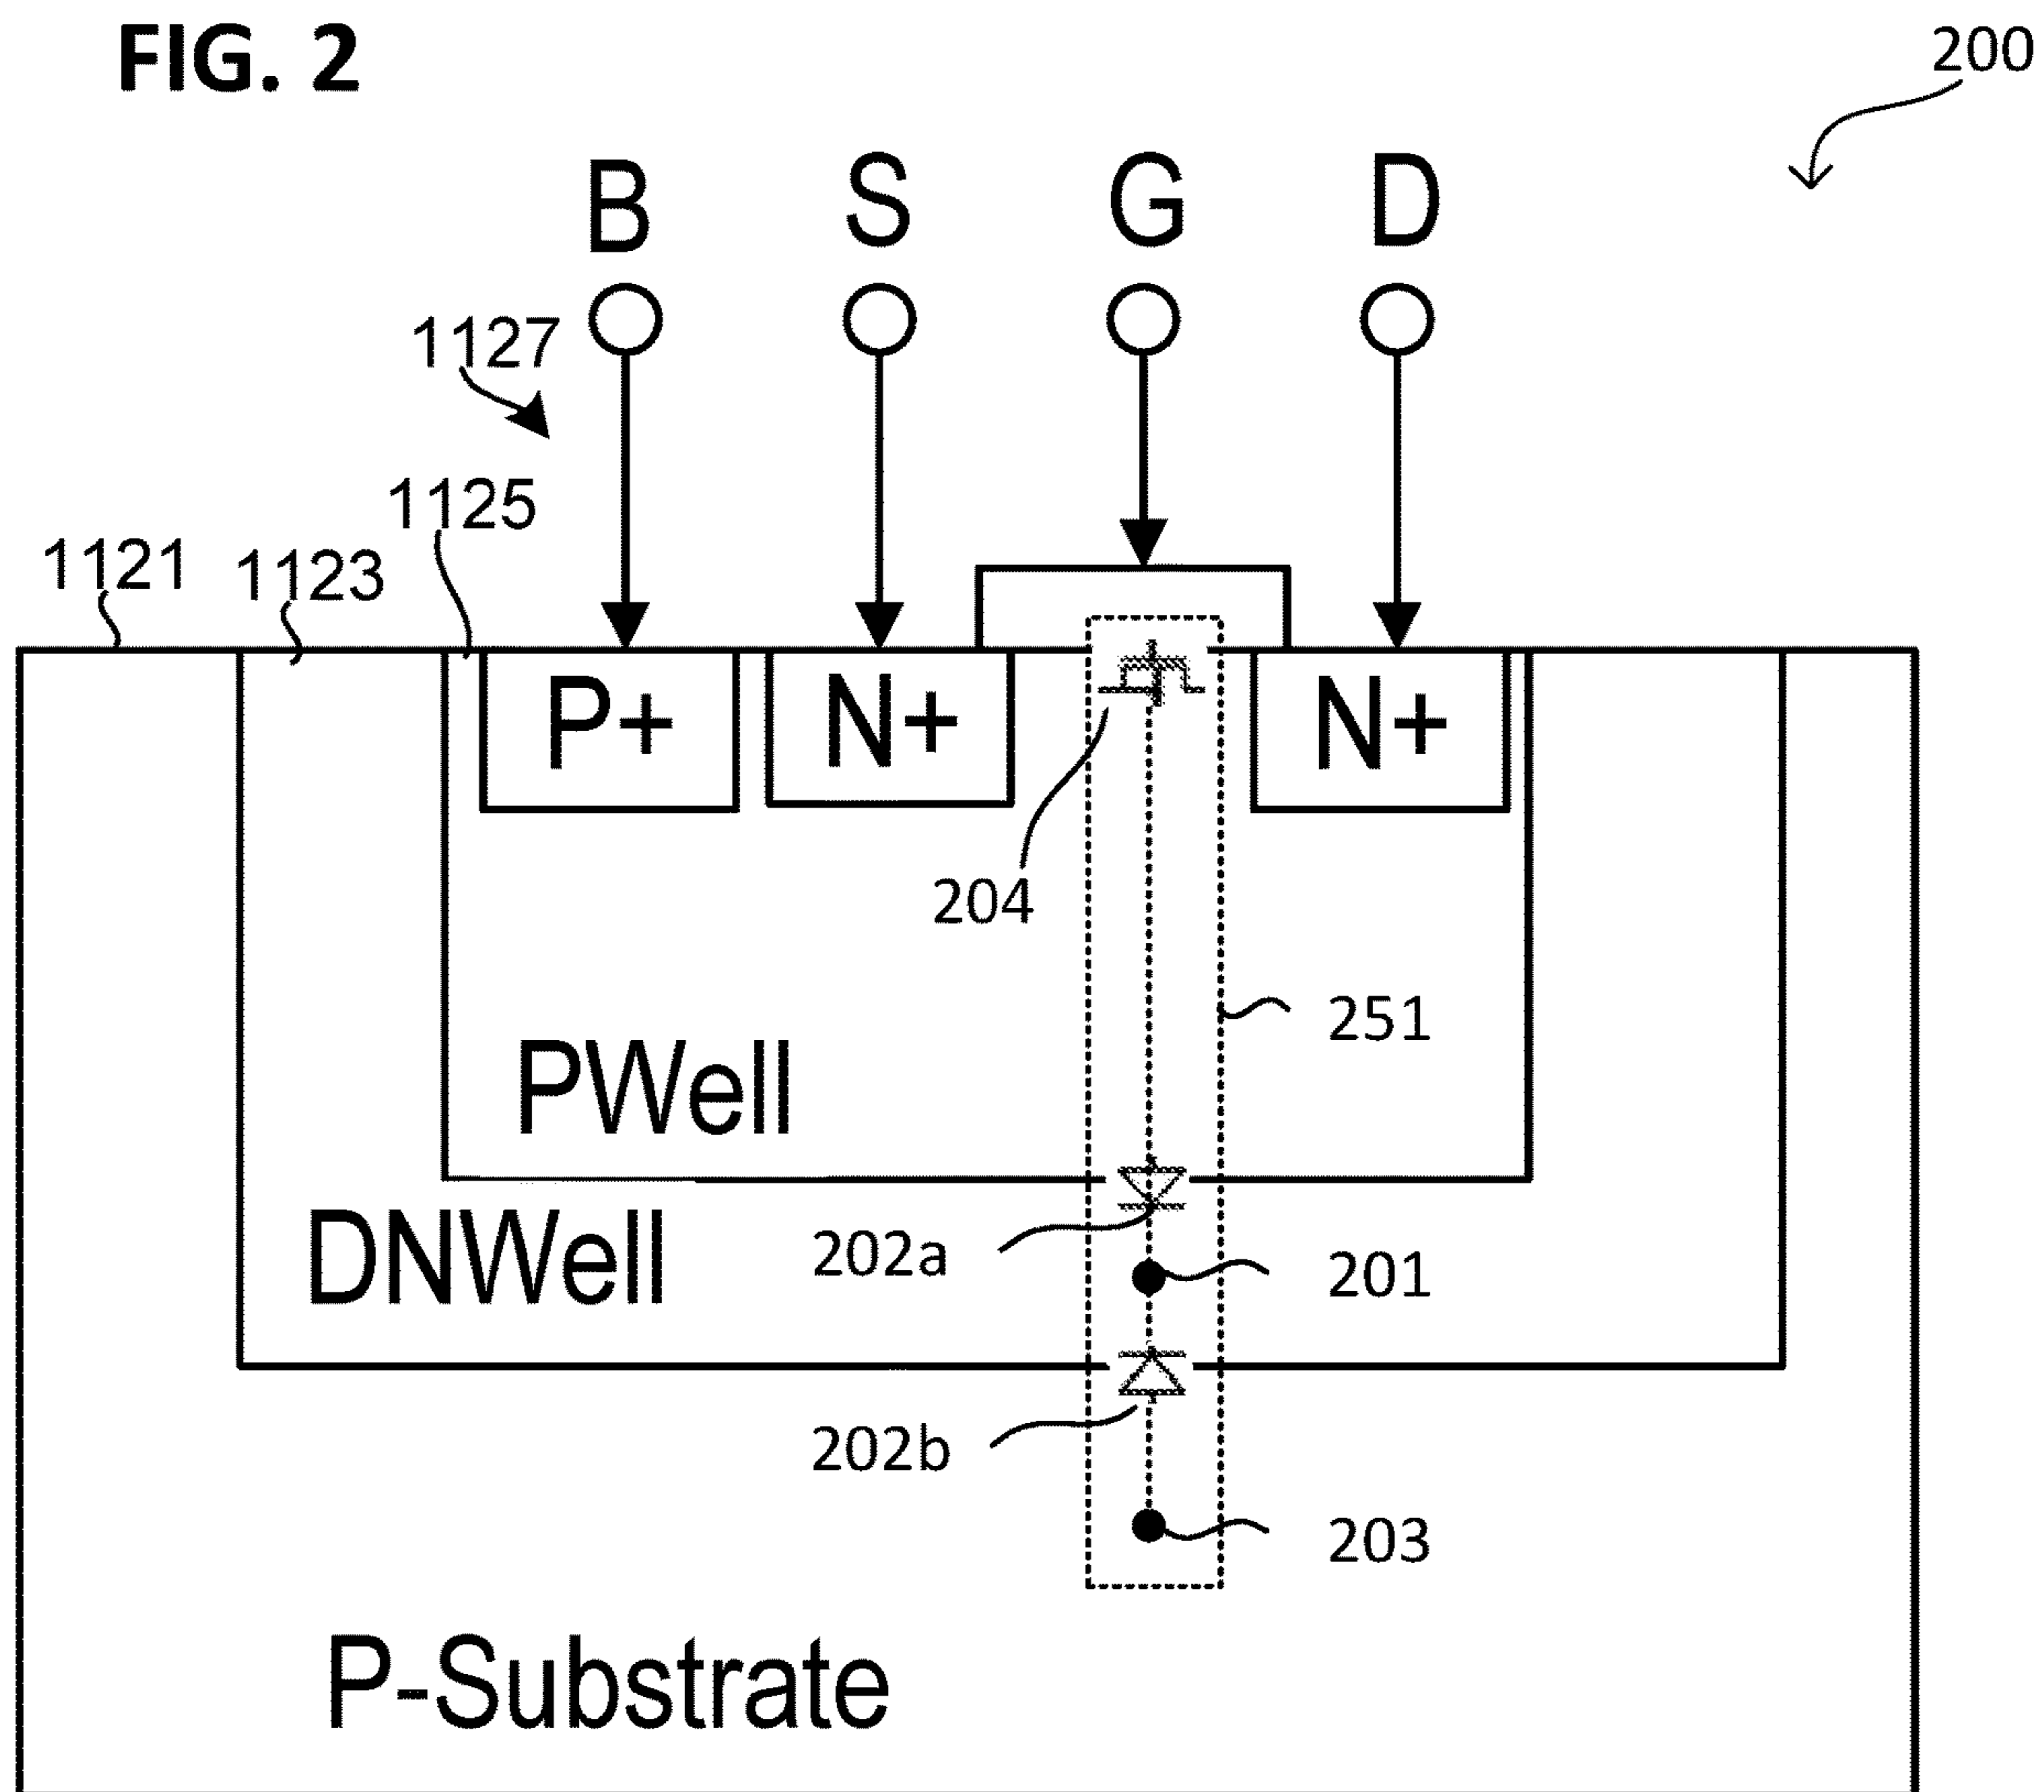 FIG. 2
200
B S G D
1127
1125
1121
1123
P+ N+ N+
204
251
PWell
202a
201
DNWell
202b
203
P-Substrate